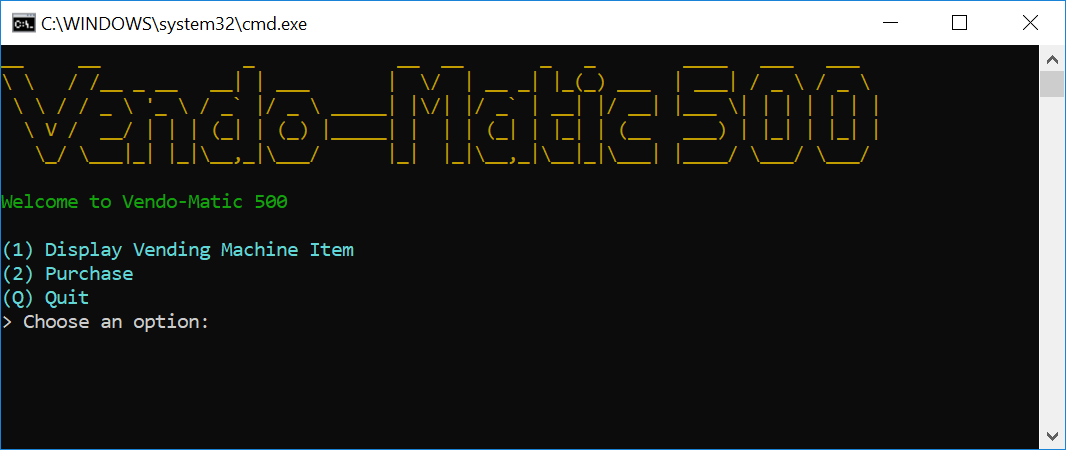 C:\WINDOWS\system32\cmd.exe
Vendo-Matic 500
Welcome to Vendo-Matic 500
(1) Display Vending Machine Item
(2) Purchase
(Q) Quit
> Choose an option: